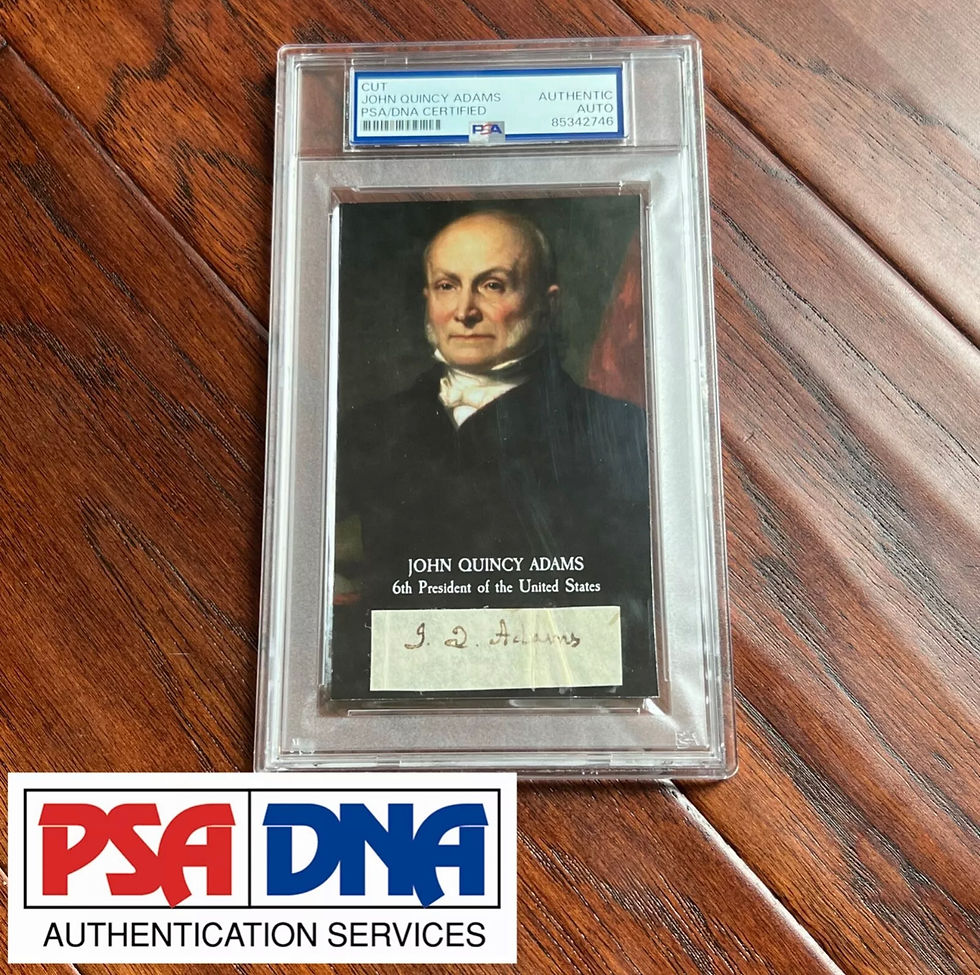 CUT
JOHN QUINCY ADAMS
PSA/DNA CERTIFIED
AUTHENTIC
AUTO
85342746
PSA
JOHN QUINCY ADAMS
6th President of the United States
J. Q. Adams
PSA DNA
AUTHENTICATION SERVICES